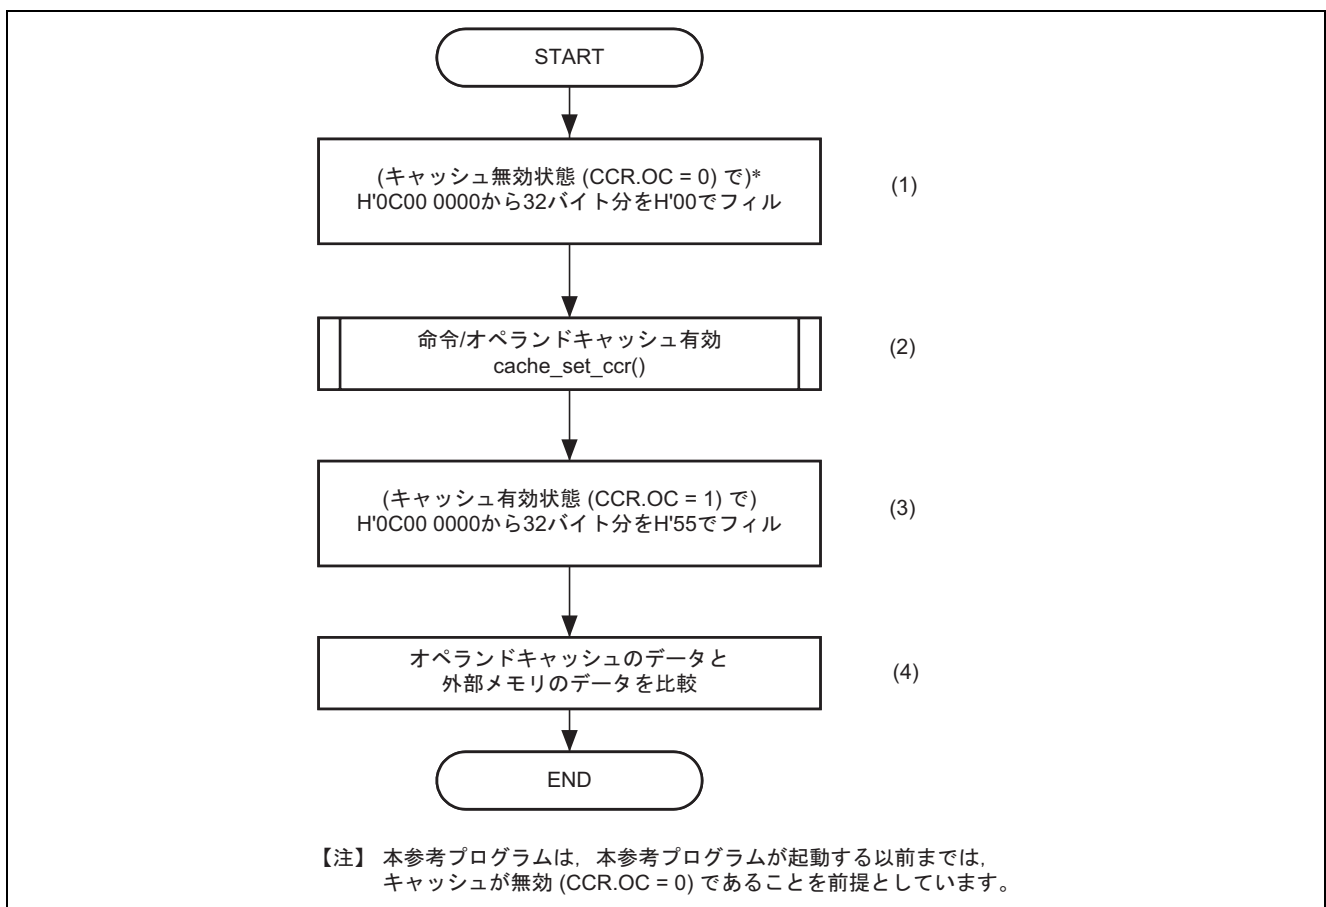 START
(キャッシュ無効状態 (CCR.OC = 0) で)*
H'0C00 0000から32バイト分をH'00でフィル
(1)
命令/オペランドキャッシュ有効
cache_set_ccr()
(2)
(キャッシュ有効状態 (CCR.OC = 1) で)
H'0C00 0000から32バイト分をH'55でフィル
(3)
オペランドキャッシュのデータと
外部メモリのデータを比較
(4)
END
【注】 本参考プログラムは，本参考プログラムが起動する以前までは，
キャッシュが無効 (CCR.OC = 0) であることを前提としています。